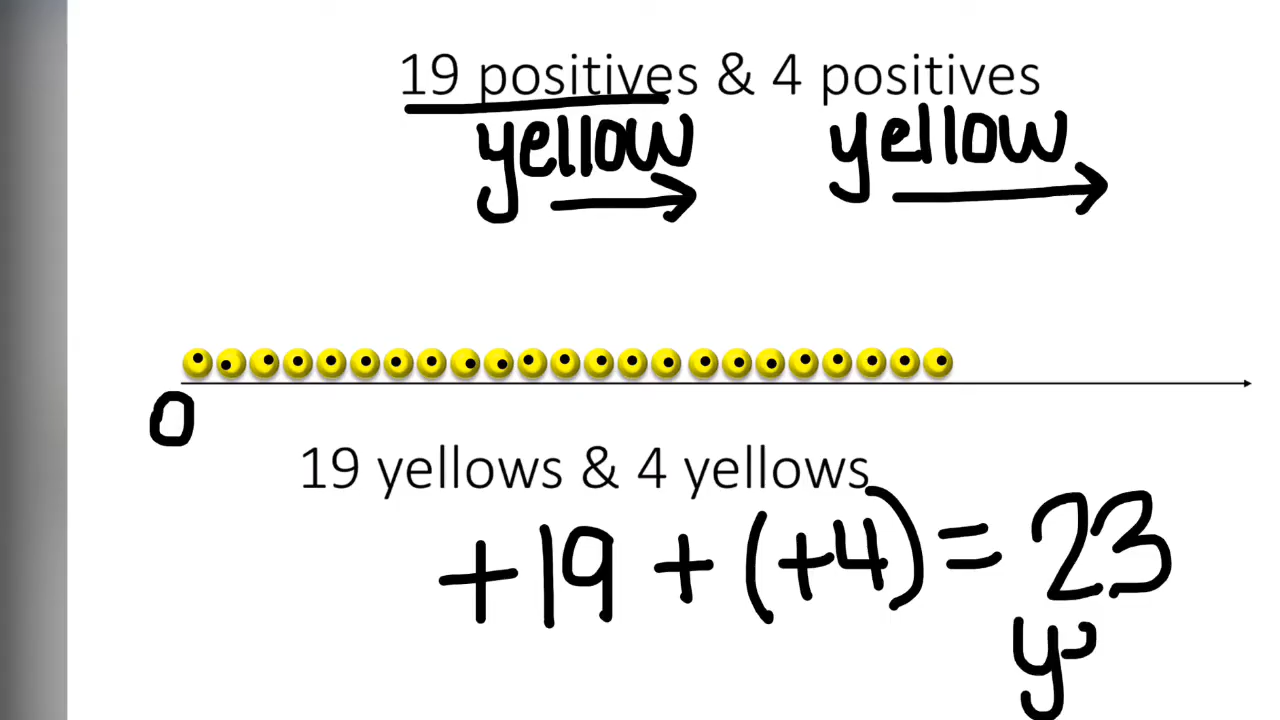 19 positives & 4 positives
yellow yellow
0
19 yellows & 4 yellows
+19 + (+4) = 23